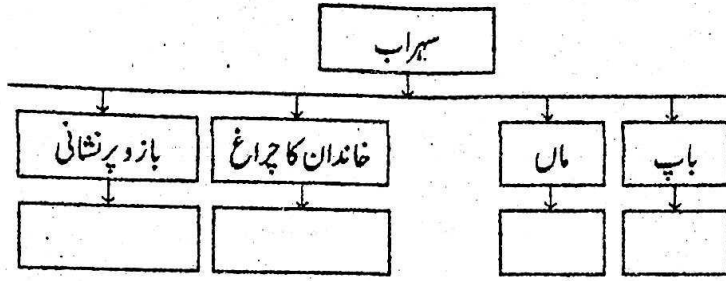 سہراب
باپ ماں خاندان کا چراغ بازو پر نشانی